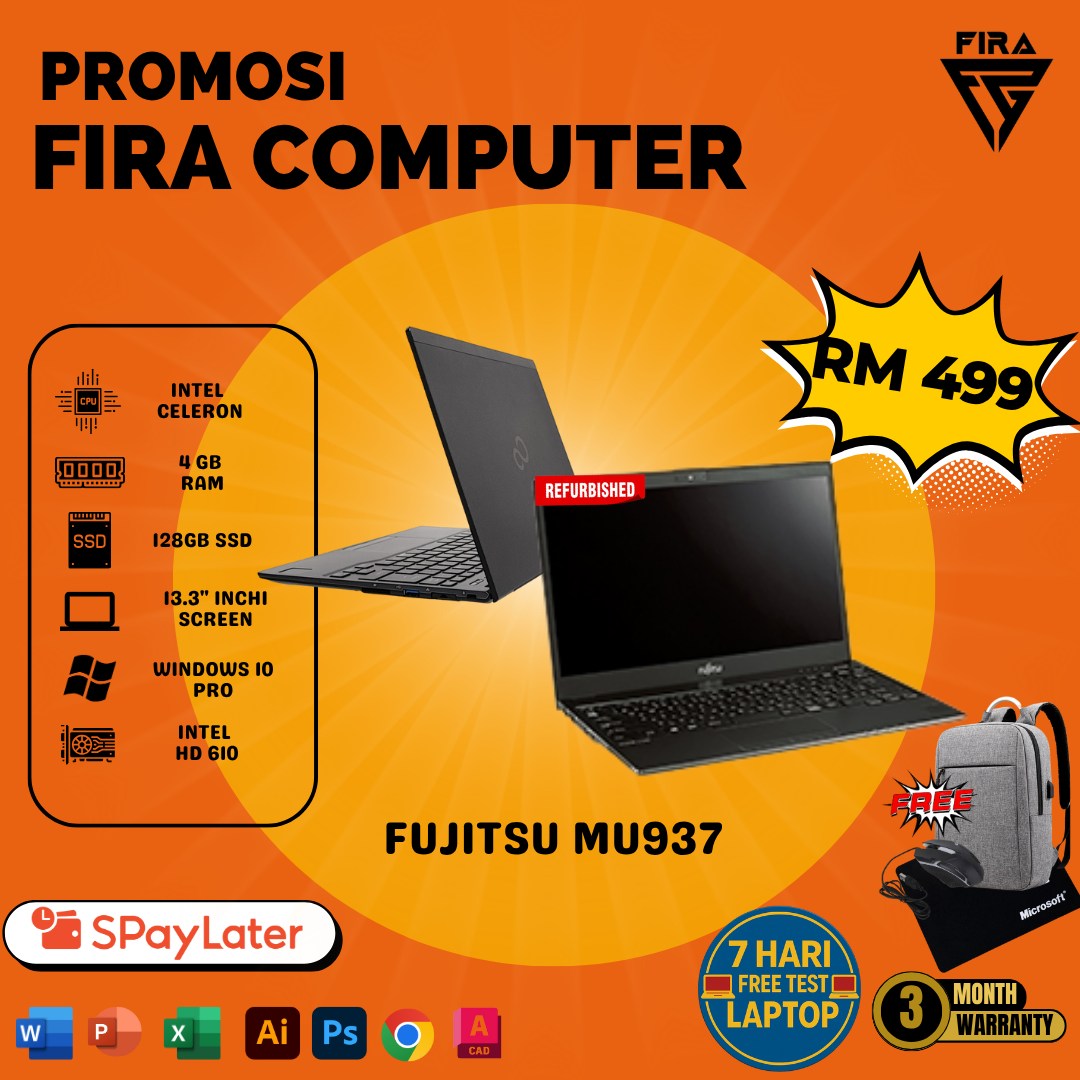 PROMOSI
FIRA COMPUTER
FIRA
RM 499
CPU
INTEL
CELERON
4 GB
RAM
SSD
128GB SSD
13.3" INCHI
SCREEN
WINDOWS 10
PRO
INTEL
HD 610
REFURBISHED
FUJITSU
FUJITSU MU937
FREE
Microsoft
SPayLater
7 HARI
FREE TEST
LAPTOP
3
MONTH
WARRANTY
W
P
X
Ai
Ps
A
CAD